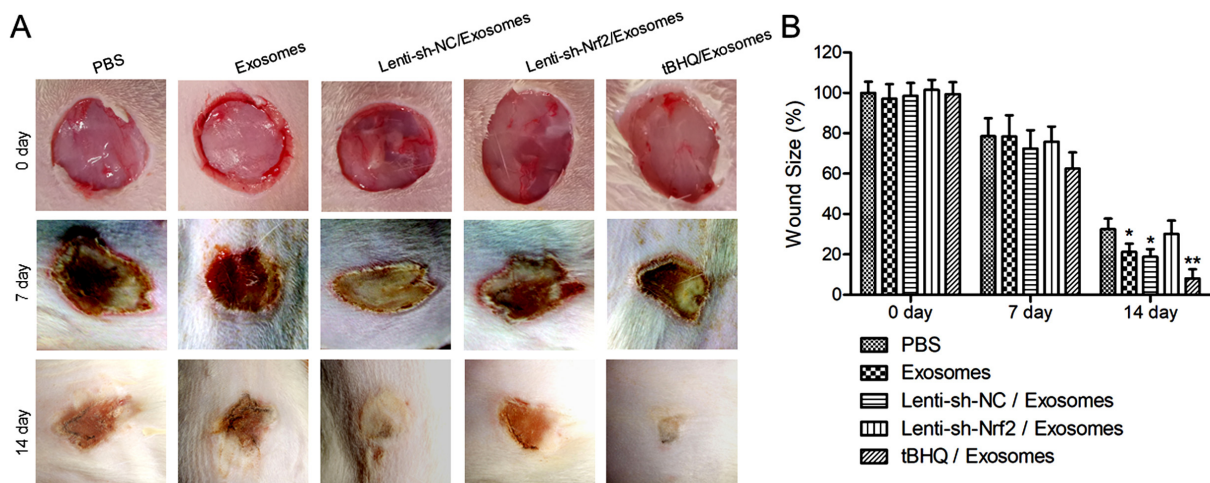 A
PBS
Exosomes
Lenti-sh-NC/Exosomes
Lenti-sh-Nrf2/Exosomes
tBHQ/Exosomes
0 day
7 day
14 day
B
Wound Size (%)
120
100
80
60
40
20
0
* * **
0 day 7 day 14 day
PBS
Exosomes
Lenti-sh-NC / Exosomes
Lenti-sh-Nrf2 / Exosomes
tBHQ / Exosomes